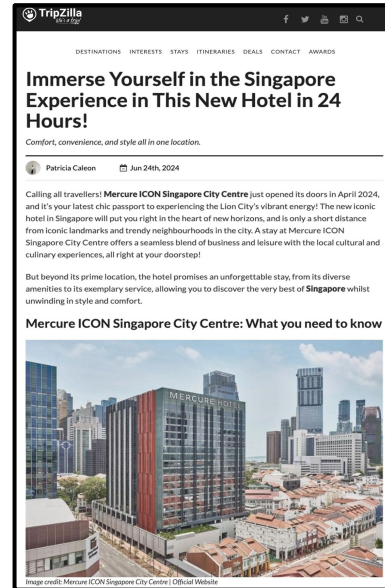 TripZilla
life's a trip!
DESTINATIONS INTERESTS STAYS ITINERARIES DEALS CONTACT AWARDS
Immerse Yourself in the Singapore
Experience in This New Hotel in 24
Hours!
Comfort, convenience, and style all in one location.
Patricia Caleon Jun 24th, 2024
Calling all travellers! Mercure ICON Singapore City Centre just opened its doors in April 2024,
and it's your latest chic passport to experiencing the Lion City's vibrant energy! The new iconic
hotel in Singapore will put you right in the heart of new horizons, and is only a short distance
from iconic landmarks and trendy neighbourhoods in the city. A stay at Mercure ICON
Singapore City Centre offers a seamless blend of business and leisure with the local cultural and
culinary experiences, all right at your doorstep!
But beyond its prime location, the hotel promises an unforgettable stay, from its diverse
amenities to its exemplary service, allowing you to discover the very best of Singapore whilst
unwinding in style and comfort.
Mercure ICON Singapore City Centre: What you need to know
MERCURE HOTEL
Image credit: Mercure ICON Singapore City Centre | Official Website